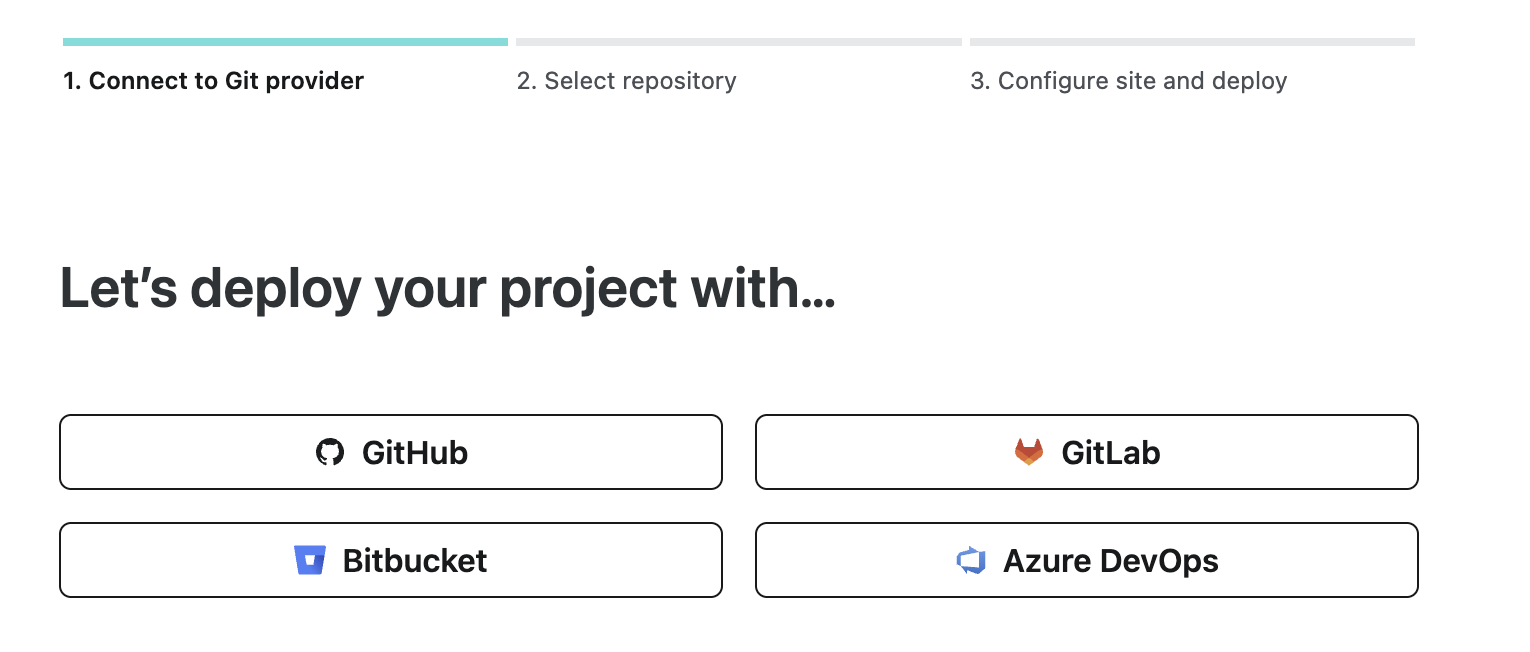 1. Connect to Git provider
2. Select repository
3. Configure site and deploy
Let’s deploy your project with…
GitHub
GitLab
Bitbucket
Azure DevOps